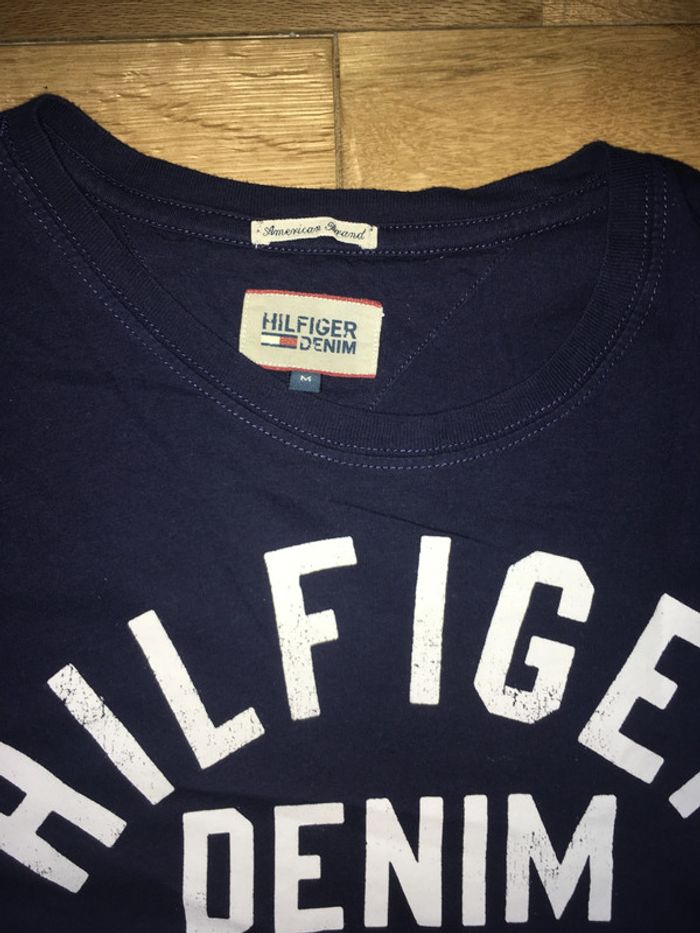 American Brand
HILFIGER
DENIM
M
HILFIGE
DENIM